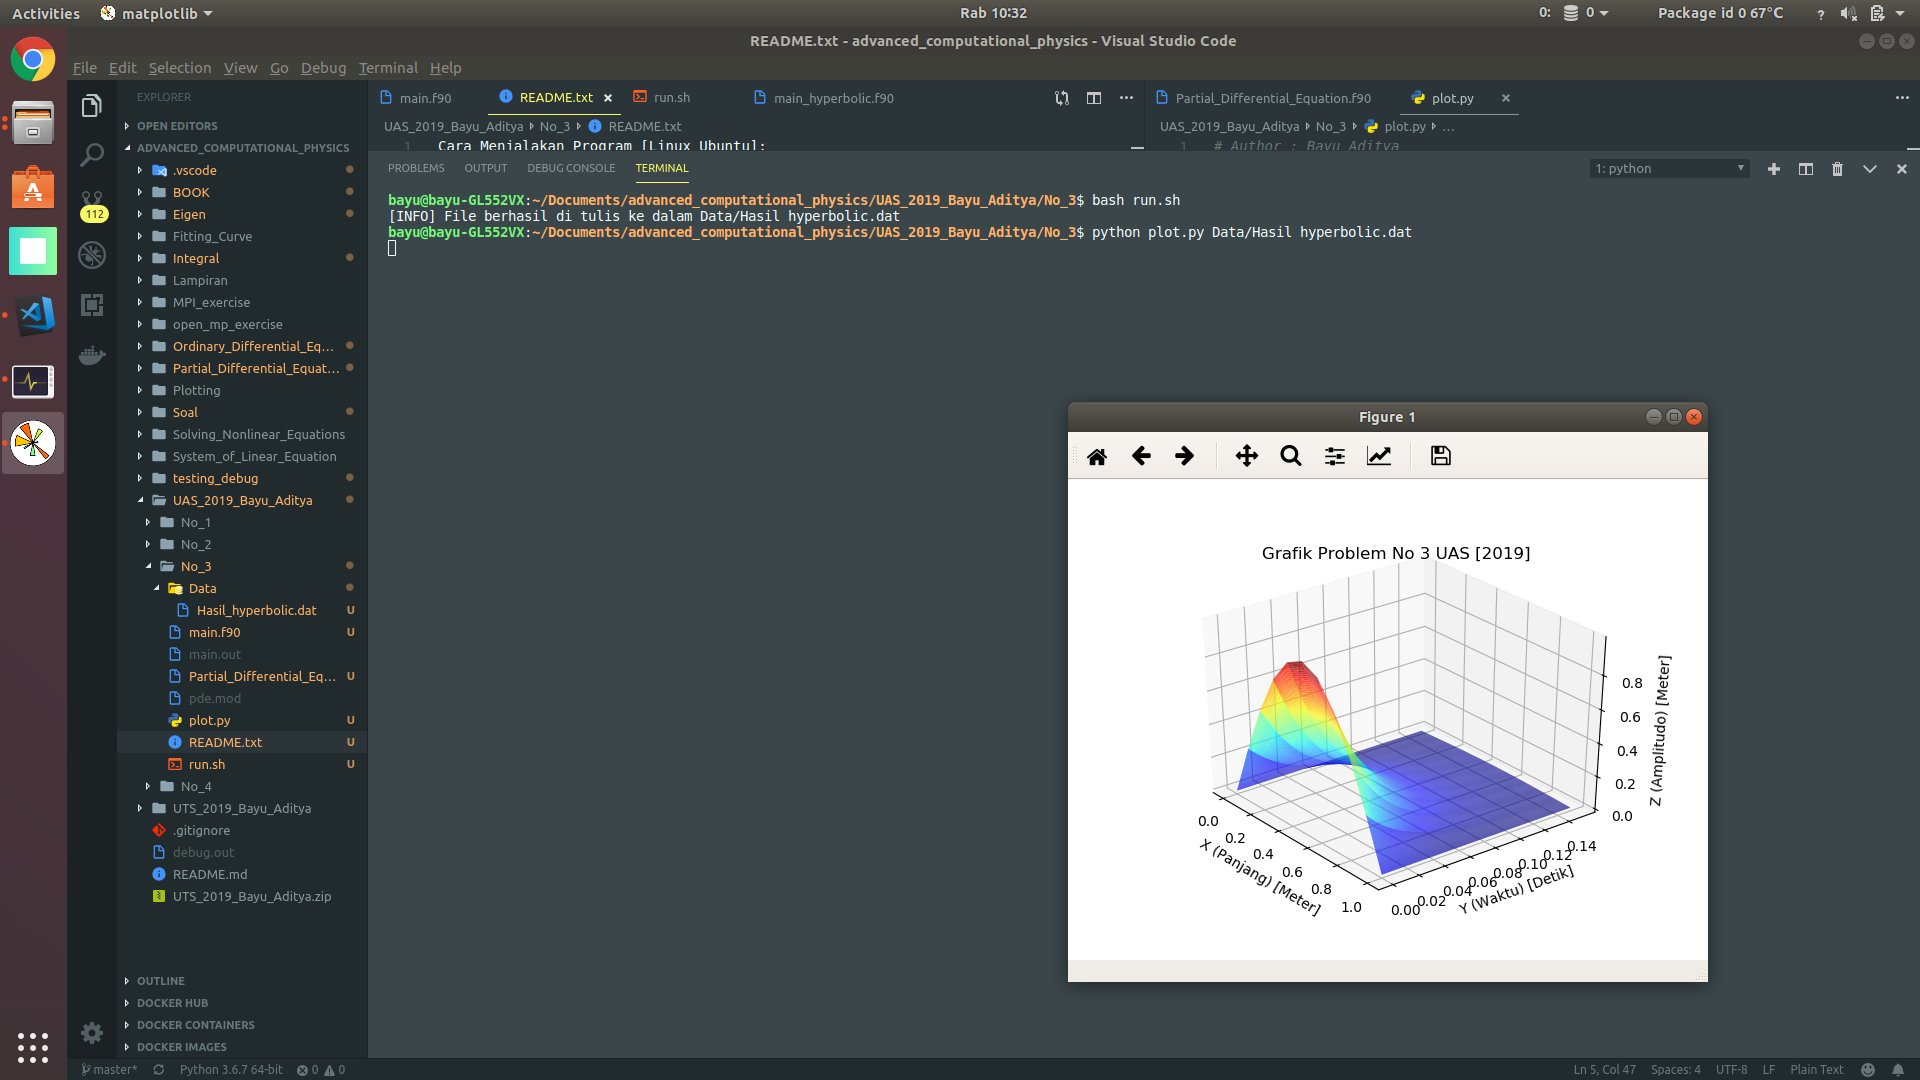 Activities matplotlib Rab 10:32 0: 0 Package id 0 67°C ?
README.txt - advanced_computational_physics - Visual Studio Code
File Edit Selection View Go Debug Terminal Help
EXPLORER
OPEN EDITORS
ADVANCED_COMPUTATIONAL_PHYSICS
.vscode
BOOK
112
Eigen
Fitting_Curve
Integral
Lampiran
MPI_exercise
open_mp_exercise
Ordinary_Differential_Eq...
Partial_Differential_Equat...
Plotting
Soal
Solving_Nonlinear_Equations
System_of_Linear_Equation
testing_debug
UAS_2019_Bayu_Aditya
No_1
No_2
No_3
Data
Hasil_hyperbolic.dat U
main.f90 U
main.out
Partial_Differential_Eq... U
pde.mod
plot.py U
README.txt U
run.sh U
No_4
UTS_2019_Bayu_Aditya
.gitignore
debug.out
README.md
UTS_2019_Bayu_Aditya.zip
OUTLINE
DOCKER HUB
DOCKER CONTAINERS
DOCKER IMAGES
main.f90 README.txt run.sh main_hyperbolic.f90
UAS_2019_Bayu_Aditya No_3 README.txt
1 Cara Menjalakan Program [Linux Ubuntu]:
Partial_Differential_Equation.f90 plot.py
UAS_2019_Bayu_Aditya No_3 plot.py ...
1 # Author : Bayu Aditya
PROBLEMS OUTPUT DEBUG CONSOLE TERMINAL 1: python
bayu@bayu-GL552VX:~/Documents/advanced_computational_physics/UAS_2019_Bayu_Aditya/No_3$ bash run.sh
[INFO] File berhasil di tulis ke dalam Data/Hasil hyperbolic.dat
bayu@bayu-GL552VX:~/Documents/advanced_computational_physics/UAS_2019_Bayu_Aditya/No_3$ python plot.py Data/Hasil hyperbolic.dat
Figure 1
Grafik Problem No 3 UAS [2019]
0.8
0.6
0.4
0.2
0.0
Z (Amplitudo) [Meter]
0.0
0.2
0.4
0.6
0.8
1.0
X (Panjang) [Meter]
0.00
0.02
0.04
0.06
0.08
0.10
0.12
0.14
Y (Waktu) [Detik]
master* Python 3.6.7 64-bit 0 0 Ln 5, Col 47 Spaces: 4 UTF-8 LF Plain Text